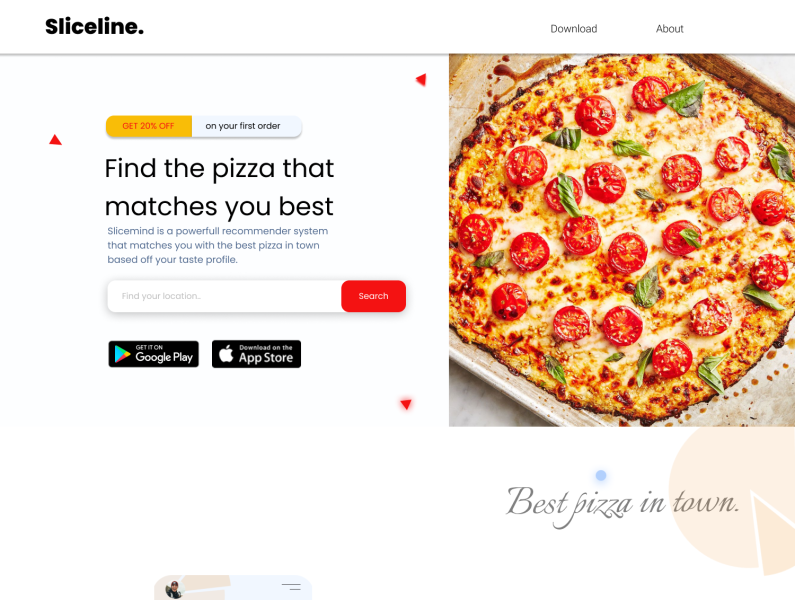 Sliceline.
Download
About
GET 20% OFF
on your first order
Find the pizza that
matches you best
Slicemind is a powerfull recommender system
that matches you with the best pizza in town
based off your taste profile.
Find your location..
Search
GET IT ON
Google Play
Download on the
App Store
Best pizza in town.